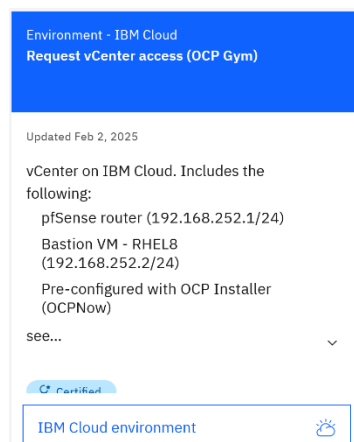 Environment - IBM Cloud
Request vCenter access (OCP Gym)
Updated Feb 2, 2025
vCenter on IBM Cloud. Includes the
following:
pfSense router (192.168.252.1/24)
Bastion VM - RHEL8
(192.168.252.2/24)
Pre-configured with OCP Installer
(OCPNow)
see...
Certified
IBM Cloud environment